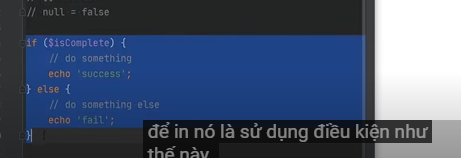 // null = false
if ($isComplete) {
// do something
echo 'success';
} else {
// do something else
echo 'fail';
}
để in nó là sử dụng điều kiện như
thế này